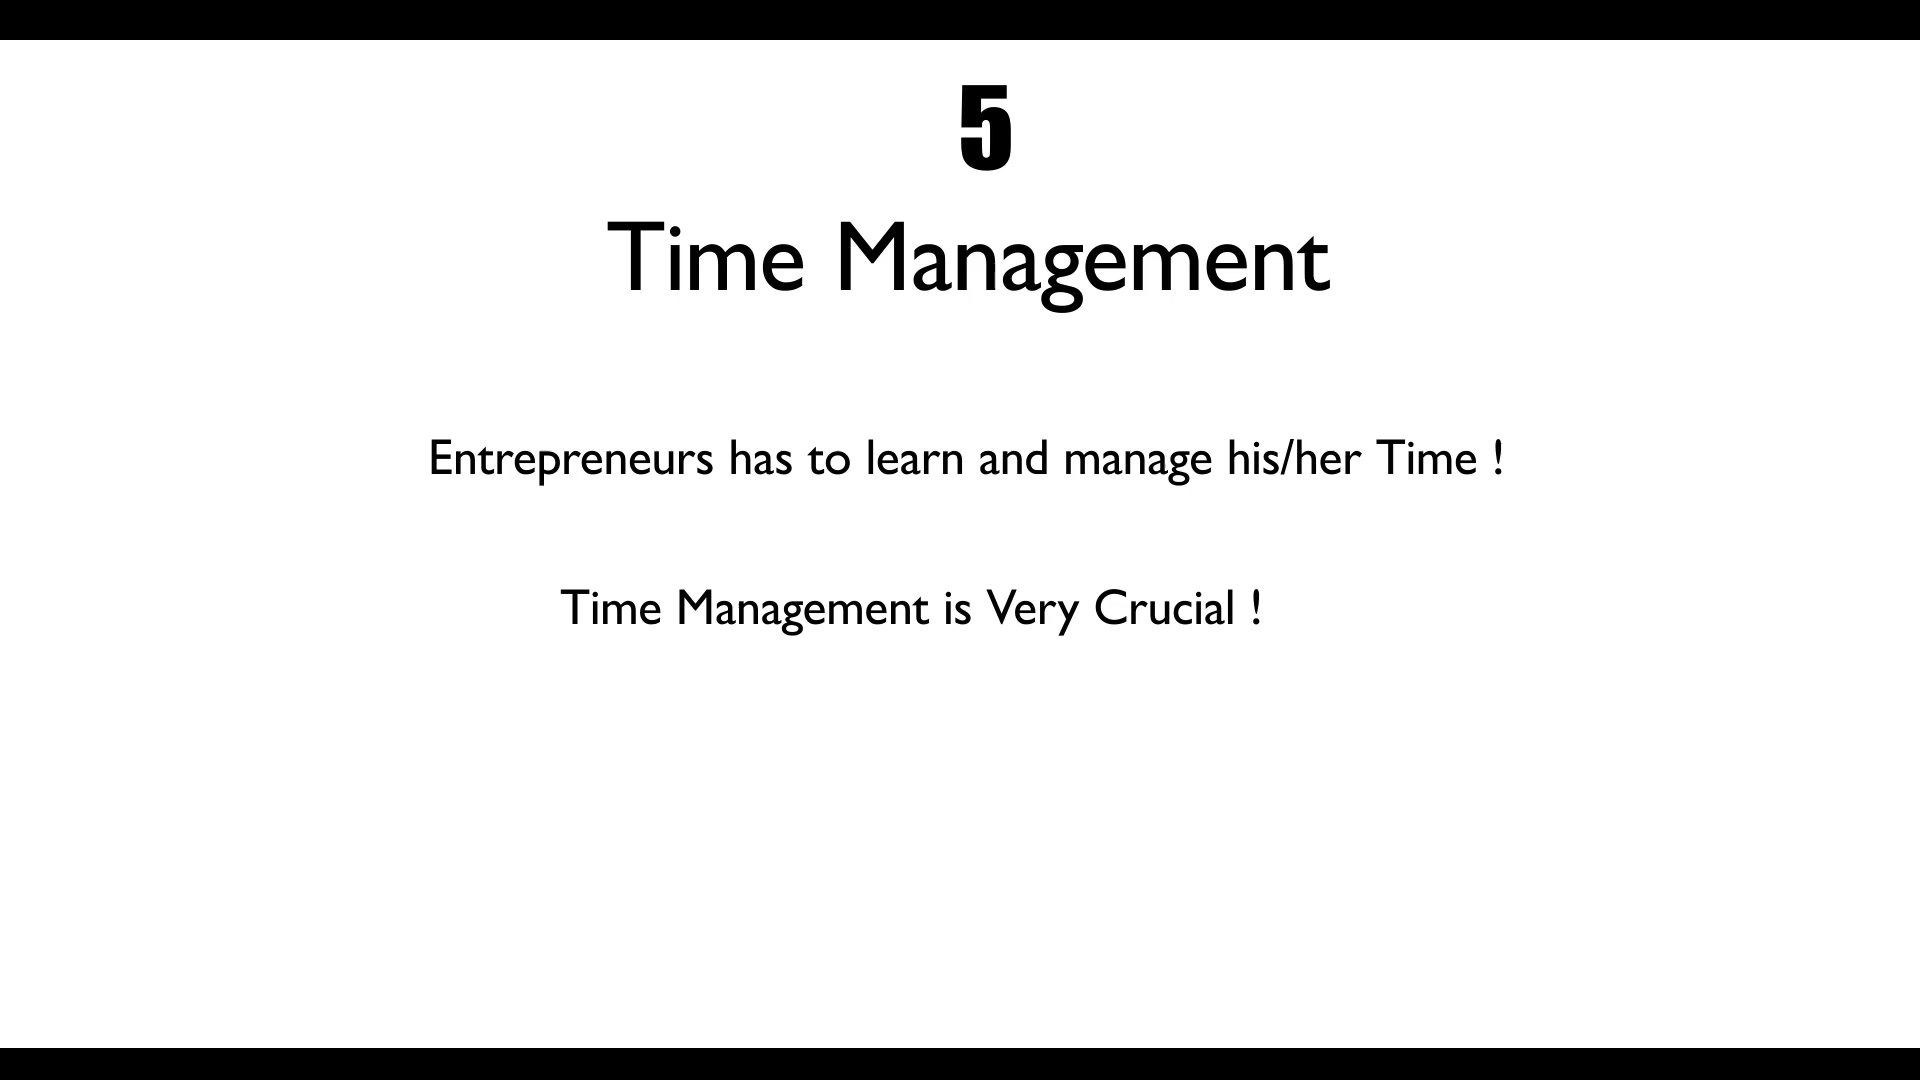 5
Time Management
Entrepreneurs has to learn and manage his/her Time !
Time Management is Very Crucial !